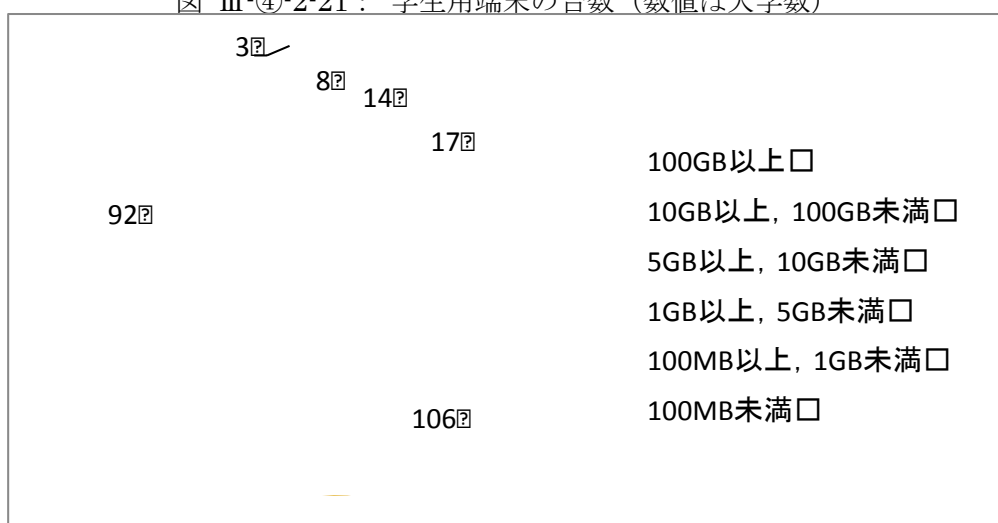 図 Ⅲ-④-2-21： 学生用端末の台数（数値は大学数）
3⍰
8⍰
14⍰
17⍰
92⍰
106⍰
100GB以上□
10GB以上，100GB未満□
5GB以上，10GB未満□
1GB以上，5GB未満□
100MB以上，1GB未満□
100MB未満□